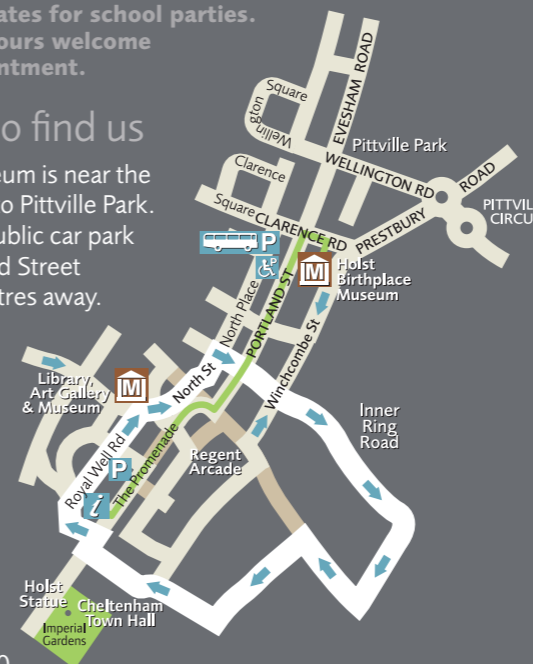 ates for school parties.
ours welcome
ntment.
o find us
eum is near the
o Pittville Park.
ublic car park
d Street
tres away.
EVESHAM ROAD
Square
Wellington
Pittville Park
WELLINGTON RD
ROAD
PRESTBURY
PITTVIL
CIRCU
Clarence
Square
CLARENCE RD
P
P
M
Holst
Birthplace
Museum
North Place
PORTLAND ST
Winchcombe St
Library,
Art Gallery
& Museum
M
North St
Inner
Ring
Road
Royal Well Rd
P
The Promenade
Regent
Arcade
i
Holst
Statue
Cheltenham
Town Hall
Imperial
Gardens